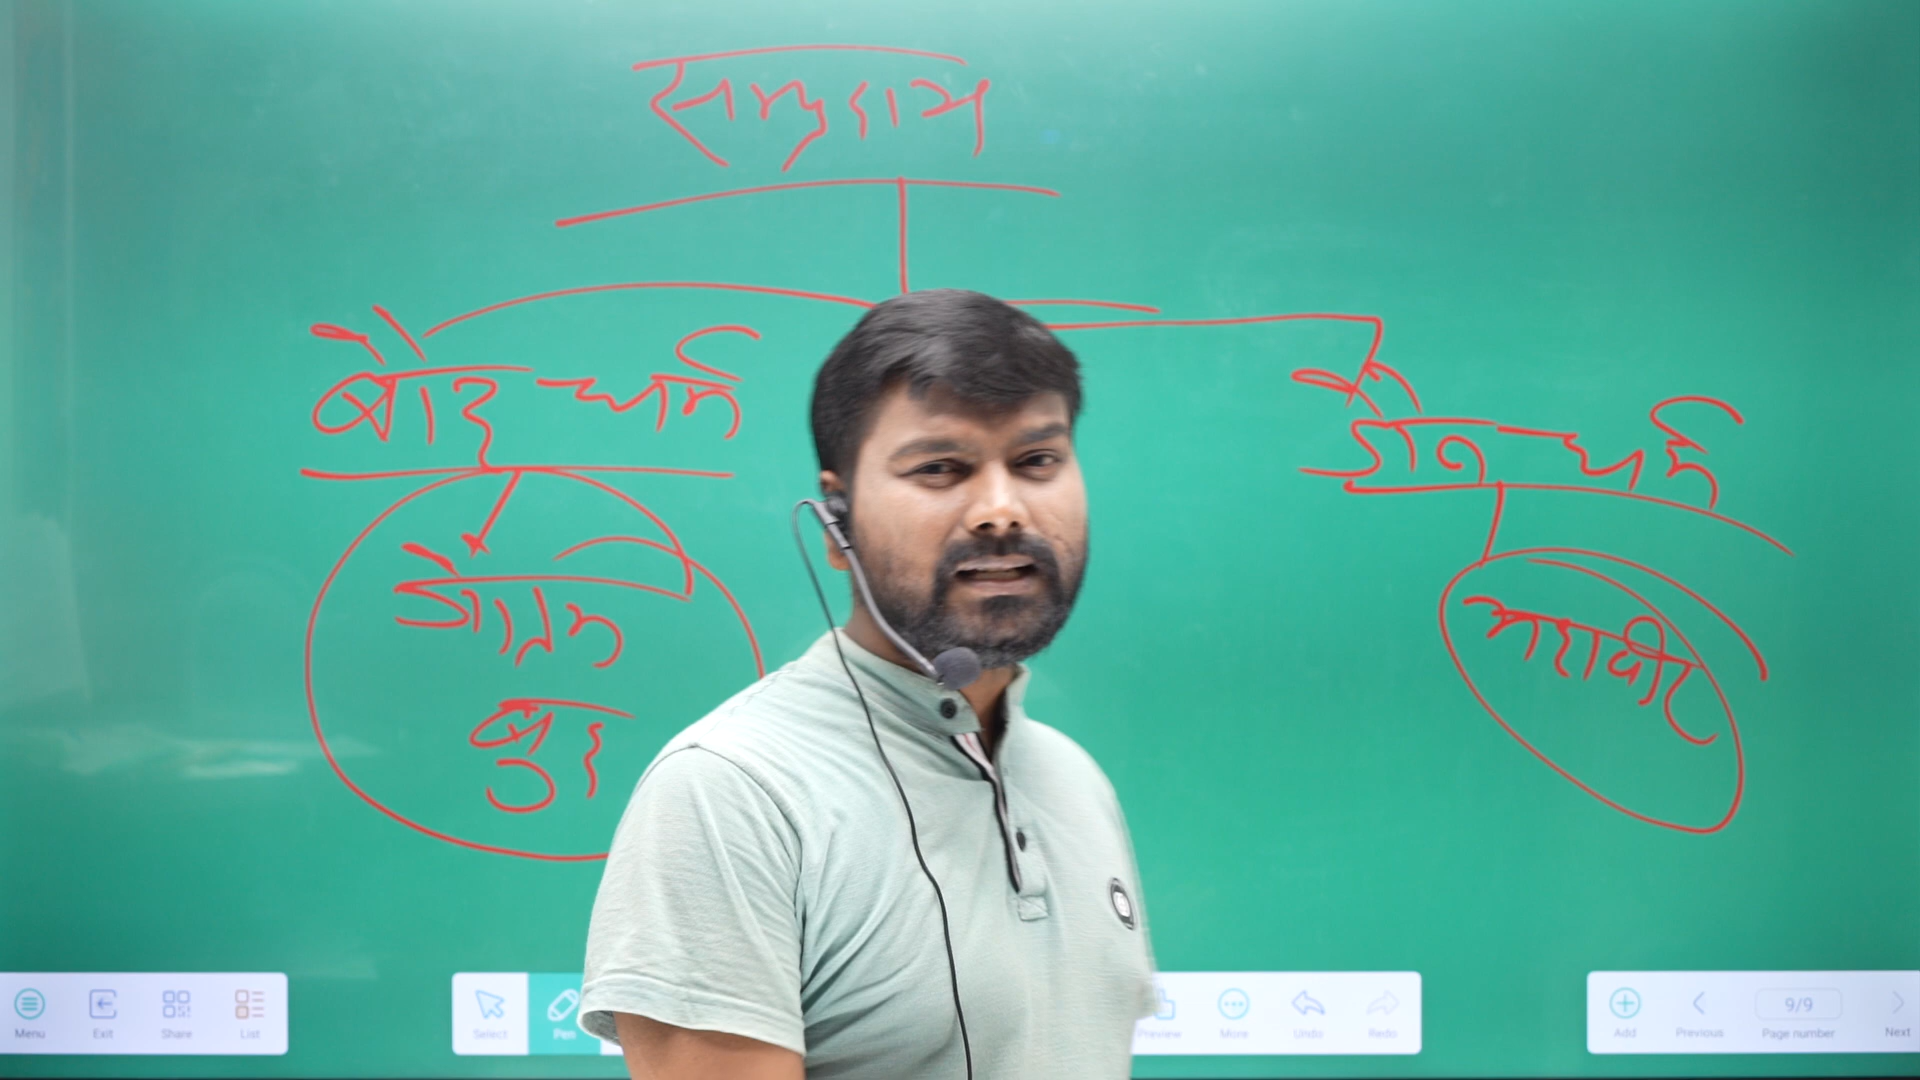 सम्प्रदाय
बौद्ध धर्म
जैन धर्म
गौतम
बुद्ध
महावीर
Menu Exit Share List Select Pen Preview More Undo Redo Add Previous 9/9 Page number Next